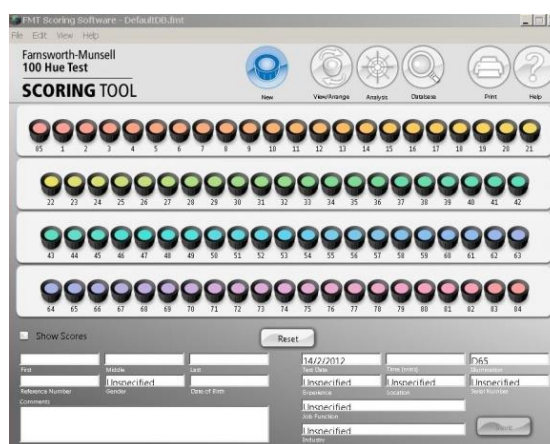 FMT Scoring Software - DefaultDB.fmt
File Edit View Help
Farnsworth-Munsell
100 Hue Test
SCORING TOOL
New View/Arrange Analysis Database Print Help
85 1 2 3 4 5 6 7 8 9 10 11 12 13 14 15 16 17 18 19 20 21
22 23 24 25 26 27 28 29 30 31 32 33 34 35 36 37 38 39 40 41 42
43 44 45 46 47 48 49 50 51 52 53 54 55 56 57 58 59 60 61 62 63
64 65 66 67 68 69 70 71 72 73 74 75 76 77 78 79 80 81 82 83 84
Show Scores
Reset
14/2/2012 D65
First Middle Last Test Date Time (mins) Illumination
Unspecified Unspecified Unspecified
Reference Number Gender Date of Birth Experience Location Serial Number
Comments
Unspecified
Job Function
Unspecified
Industry